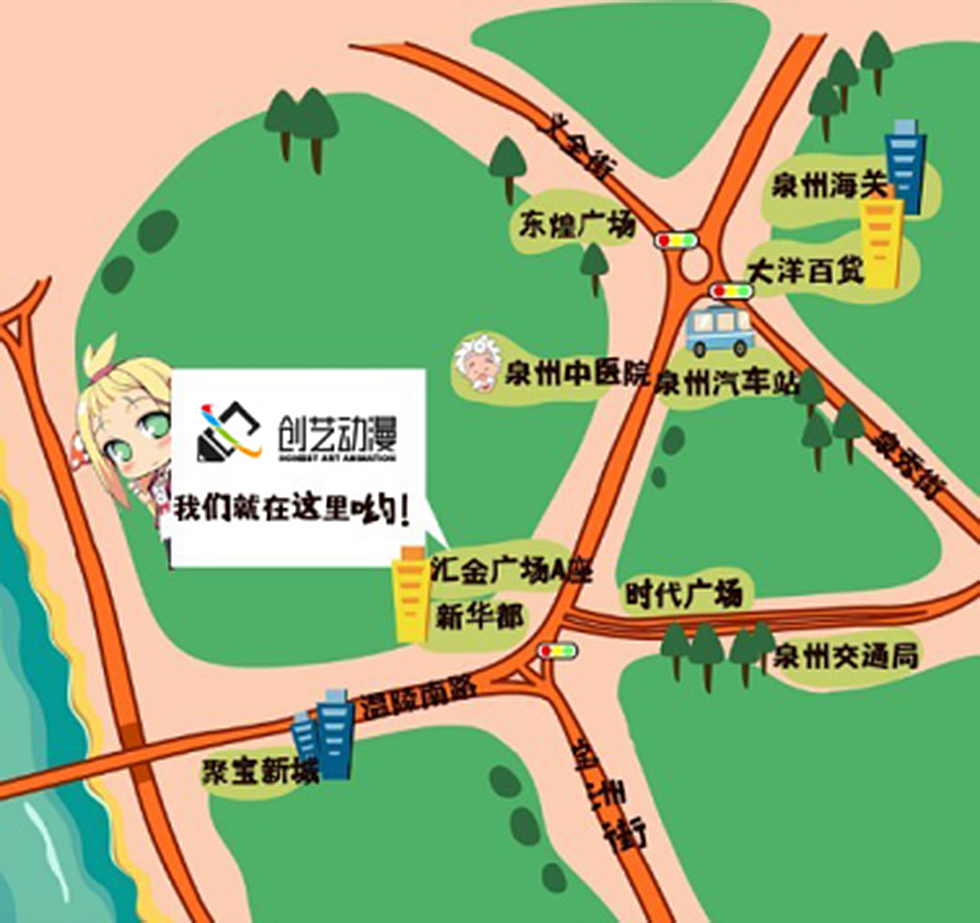 义全街
泉州海关
东煌广场
大洋百货
泉州中医院
泉州汽车站
创艺动漫
泉秀街
我们就在这里哟!
汇金广场A座
时代广场
新华都
泉州交通局
温陵南路
聚宝新城